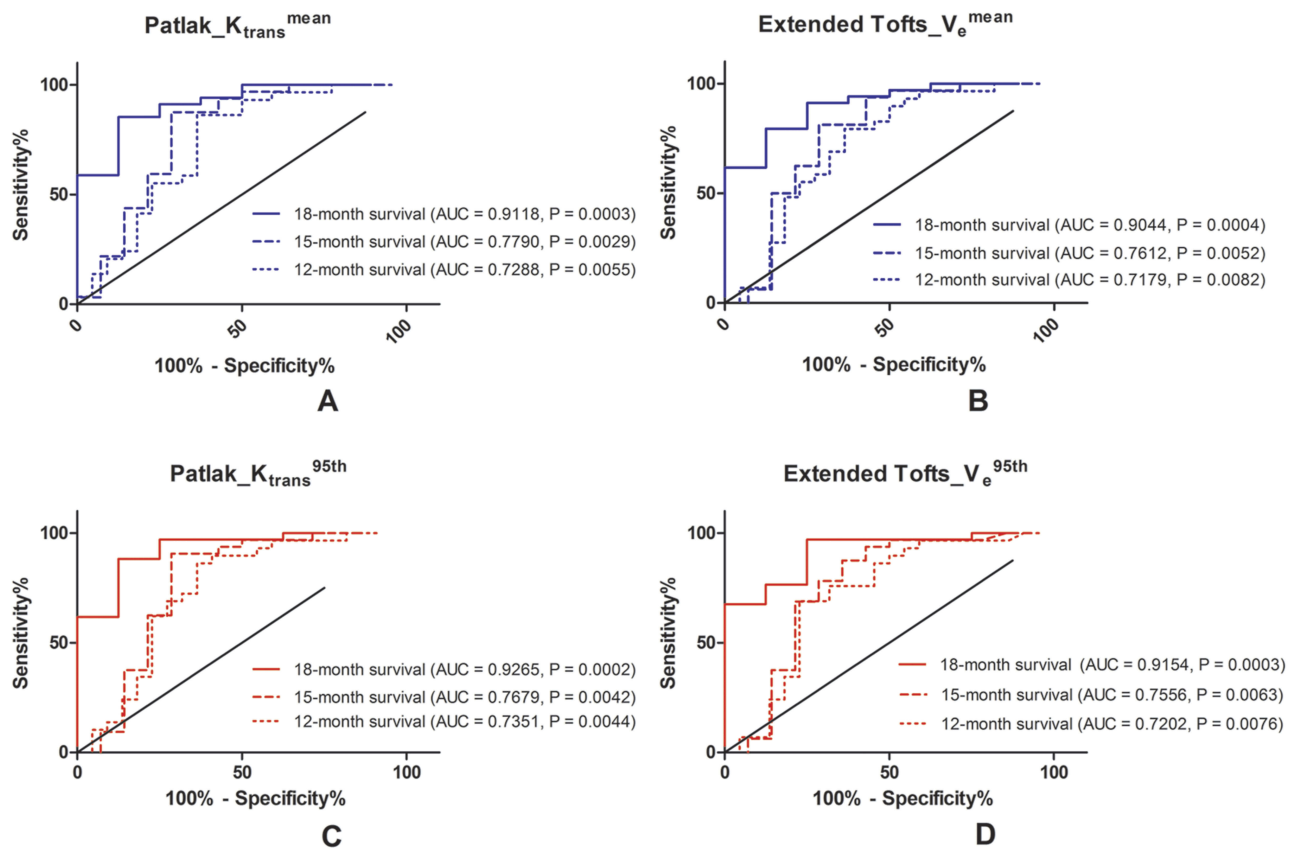 Patlak_K_trans^mean
Sensitivity%
100
50
0
18-month survival (AUC = 0.9118, P = 0.0003)
15-month survival (AUC = 0.7790, P = 0.0029)
12-month survival (AUC = 0.7288, P = 0.0055)
0
50
100
100% - Specificity%
A
Extended Tofts_V_e^mean
Sensitivity%
100
50
0
18-month survival (AUC = 0.9044, P = 0.0004)
15-month survival (AUC = 0.7612, P = 0.0052)
12-month survival (AUC = 0.7179, P = 0.0082)
0
50
100
100% - Specificity%
B
Patlak_K_trans^95th
Sensitivity%
100
50
0
18-month survival (AUC = 0.9265, P = 0.0002)
15-month survival (AUC = 0.7679, P = 0.0042)
12-month survival (AUC = 0.7351, P = 0.0044)
0
50
100
100% - Specificity%
C
Extended Tofts_V_e^95th
Sensitivity%
100
50
0
18-month survival (AUC = 0.9154, P = 0.0003)
15-month survival (AUC = 0.7556, P = 0.0063)
12-month survival (AUC = 0.7202, P = 0.0076)
0
50
100
100% - Specificity%
D